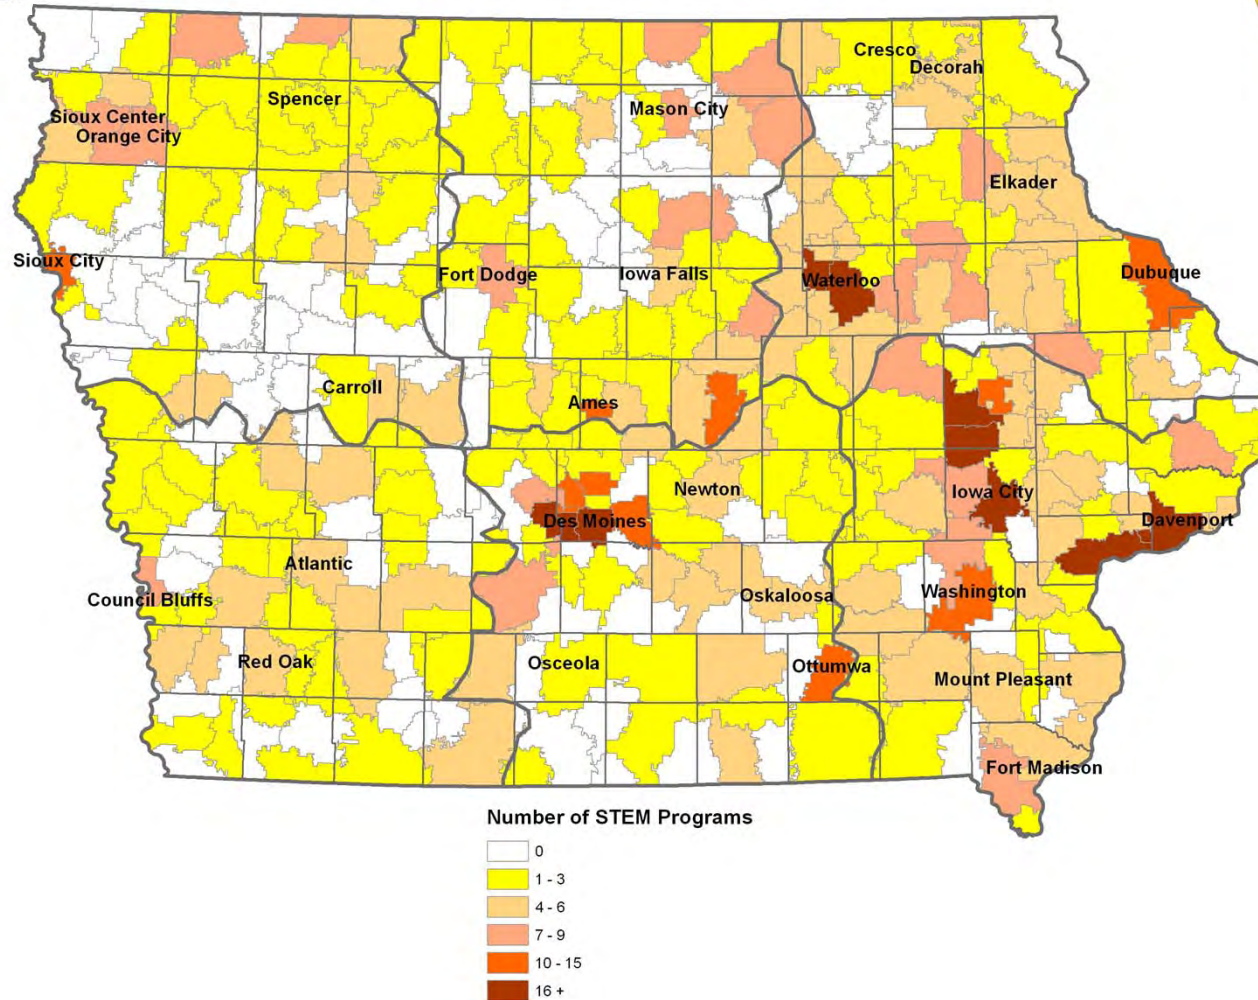 Cresco
Decorah
Spencer
Mason City
Sioux Center
Orange City
Elkader
Sioux City
Fort Dodge
Iowa Falls
Waterloo
Dubuque
Carroll
Ames
Newton
Iowa City
Des Moines
Davenport
Atlantic
Council Bluffs
Oskaloosa
Washington
Red Oak
Osceola
Ottumwa
Mount Pleasant
Fort Madison
Number of STEM Programs
0
1 - 3
4 - 6
7 - 9
10 - 15
16 +